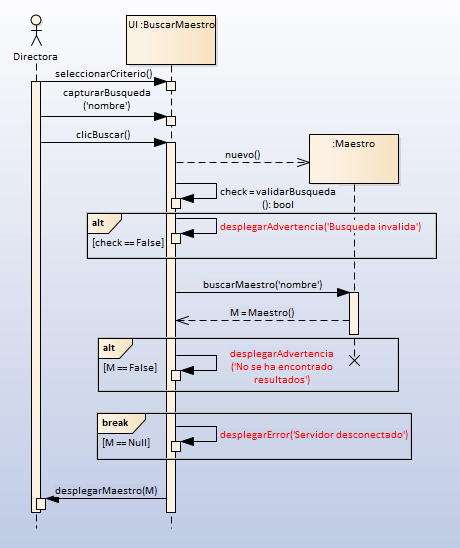 UI :BuscarMaestro
Directora
seleccionarCriterio()
capturarBusqueda
('nombre')
clicBuscar()
nuevo()
:Maestro
check = validarBusqueda
(): bool
alt
[check == False]
desplegarAdvertencia('Busqueda invalida')
buscarMaestro('nombre')
M = Maestro()
alt
[M == False]
desplegarAdvertencia
('No se ha encontrado
resultados')
break
[M == Null]
desplegarError('Servidor desconectado')
desplegarMaestro(M)